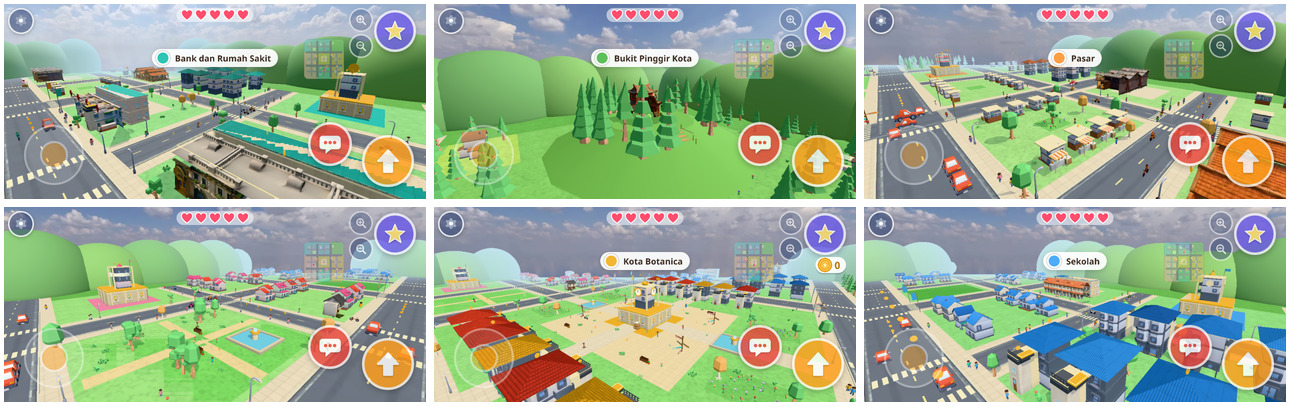 Bank dan Rumah Sakit
Bukit Pinggir Kota
Pasar
Kota Botanica
0
Sekolah